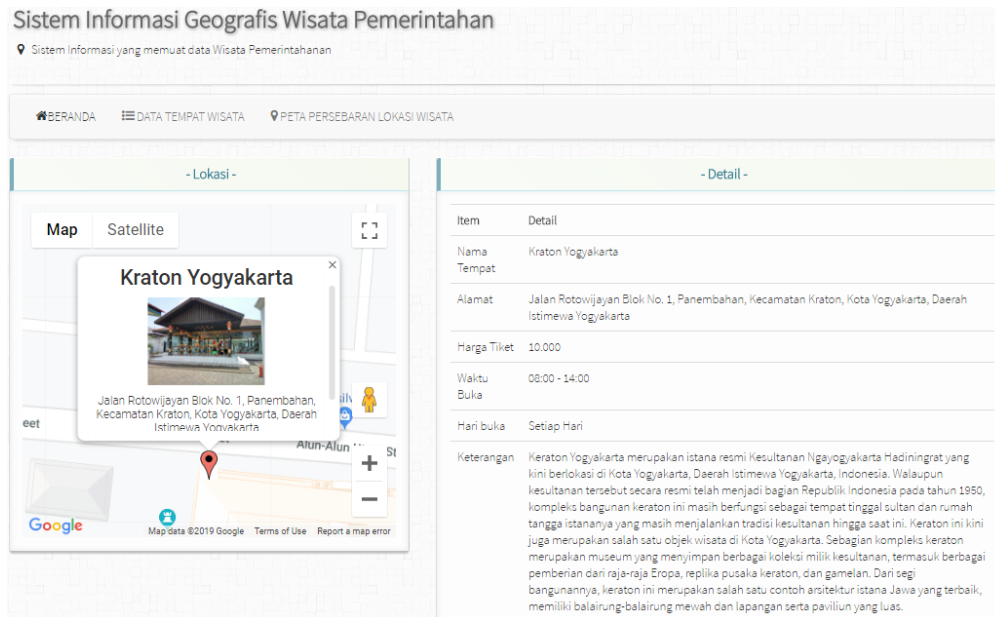 Sistem Informasi Geografis Wisata Pemerintahan
Sistem Informasi yang memuat data Wisata Pemerintahanan
BERANDA
DATA TEMPAT WISATA
PETA PERSEBARAN LOKASI WISATA
- Lokasi -
Map
Satellite
Kraton Yogyakarta
Jalan Rotowijayan Blok No. 1, Panembahan,
Kecamatan Kraton, Kota Yogyakarta, Daerah
Istimewa Yogyakarta
eet
Alun-Alun
St
Google
Map data ©2019 Google
Terms of Use
Report a map error
- Detail -
Item Detail
Nama Tempat Kraton Yogyakarta
Alamat Jalan Rotowijayan Blok No. 1, Panembahan, Kecamatan Kraton, Kota Yogyakarta, Daerah
Istimewa Yogyakarta
Harga Tiket 10.000
Waktu Buka 08:00 - 14:00
Hari buka Setiap Hari
Keterangan Keraton Yogyakarta merupakan istana resmi Kesultanan Ngayogyakarta Hadiningrat yang
kini berlokasi di Kota Yogyakarta, Daerah Istimewa Yogyakarta, Indonesia. Walaupun
kesultanan tersebut secara resmi telah menjadi bagian Republik Indonesia pada tahun 1950,
kompleks bangunan keraton ini masih berfungsi sebagai tempat tinggal sultan dan rumah
tangga istananya yang masih menjalankan tradisi kesultanan hingga saat ini. Keraton ini kini
juga merupakan salah satu objek wisata di Kota Yogyakarta. Sebagian kompleks keraton
merupakan museum yang menyimpan berbagai koleksi milik kesultanan, termasuk berbagai
pemberian dari raja-raja Eropa, replika pusaka keraton, dan gamelan. Dari segi
bangunannya, keraton ini merupakan salah satu contoh arsitektur istana Jawa yang terbaik,
memiliki balairung-balairung mewah dan lapangan serta paviliun yang luas.